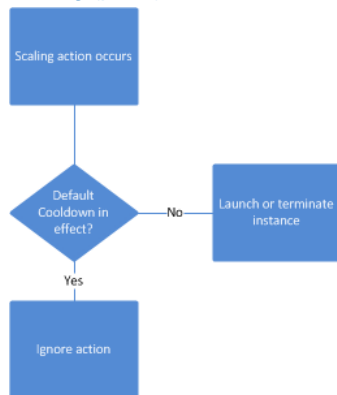 Scaling action occurs
Default
Cooldown in
effect?
No
Launch or terminate
instance
Yes
Ignore action